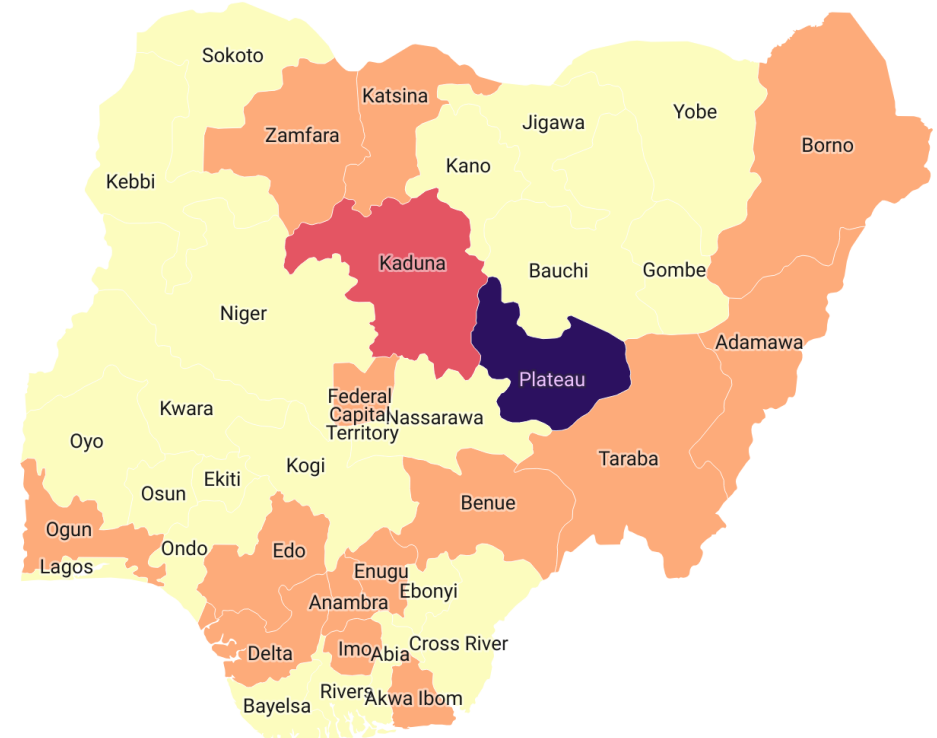 Sokoto
Katsina
Zamfara
Jigawa
Yobe
Borno
Kano
Kebbi
Kaduna
Bauchi
Gombe
Niger
Adamawa
Plateau
Federal
Capital
Territory
Nassarawa
Kwara
Oyo
Taraba
Kogi
Ekiti
Osun
Benue
Ogun
Ondo
Edo
Lagos
Enugu
Ebonyi
Anambra
Cross River
Delta
Imo
Abia
Rivers
Akwa Ibom
Bayelsa